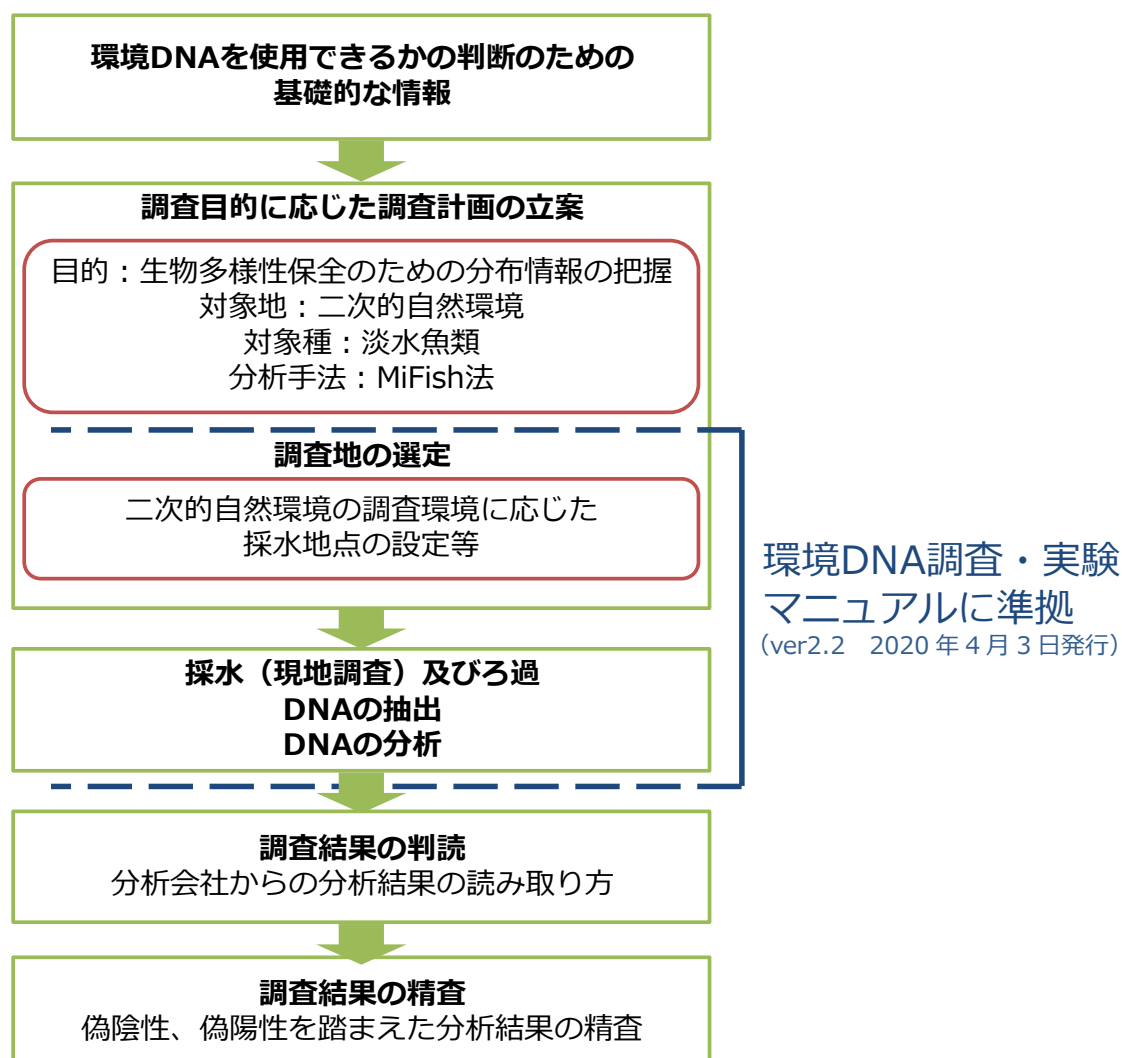 環境DNAを使用できるかの判断のための
基礎的な情報
調査目的に応じた調査計画の立案
目的：生物多様性保全のための分布情報の把握
対象地：二次的自然環境
対象種：淡水魚類
分析手法：MiFish法
調査地の選定
二次的自然環境の調査環境に応じた
採水地点の設定等
環境DNA調査・実験
マニュアルに準拠
（ver2.2　2020年4月3日発行）
採水（現地調査）及びろ過
DNAの抽出
DNAの分析
調査結果の判読
分析会社からの分析結果の読み取り方
調査結果の精査
偽陰性、偽陽性を踏まえた分析結果の精査